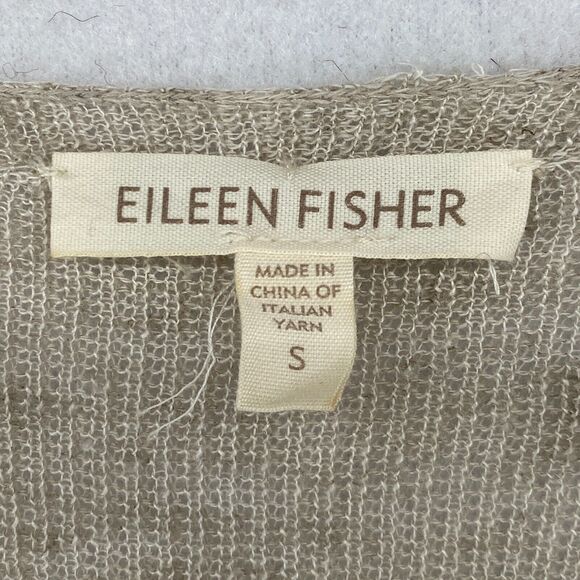 EILEEN FISHER
MADE IN
CHINA OF
ITALIAN
YARN
S